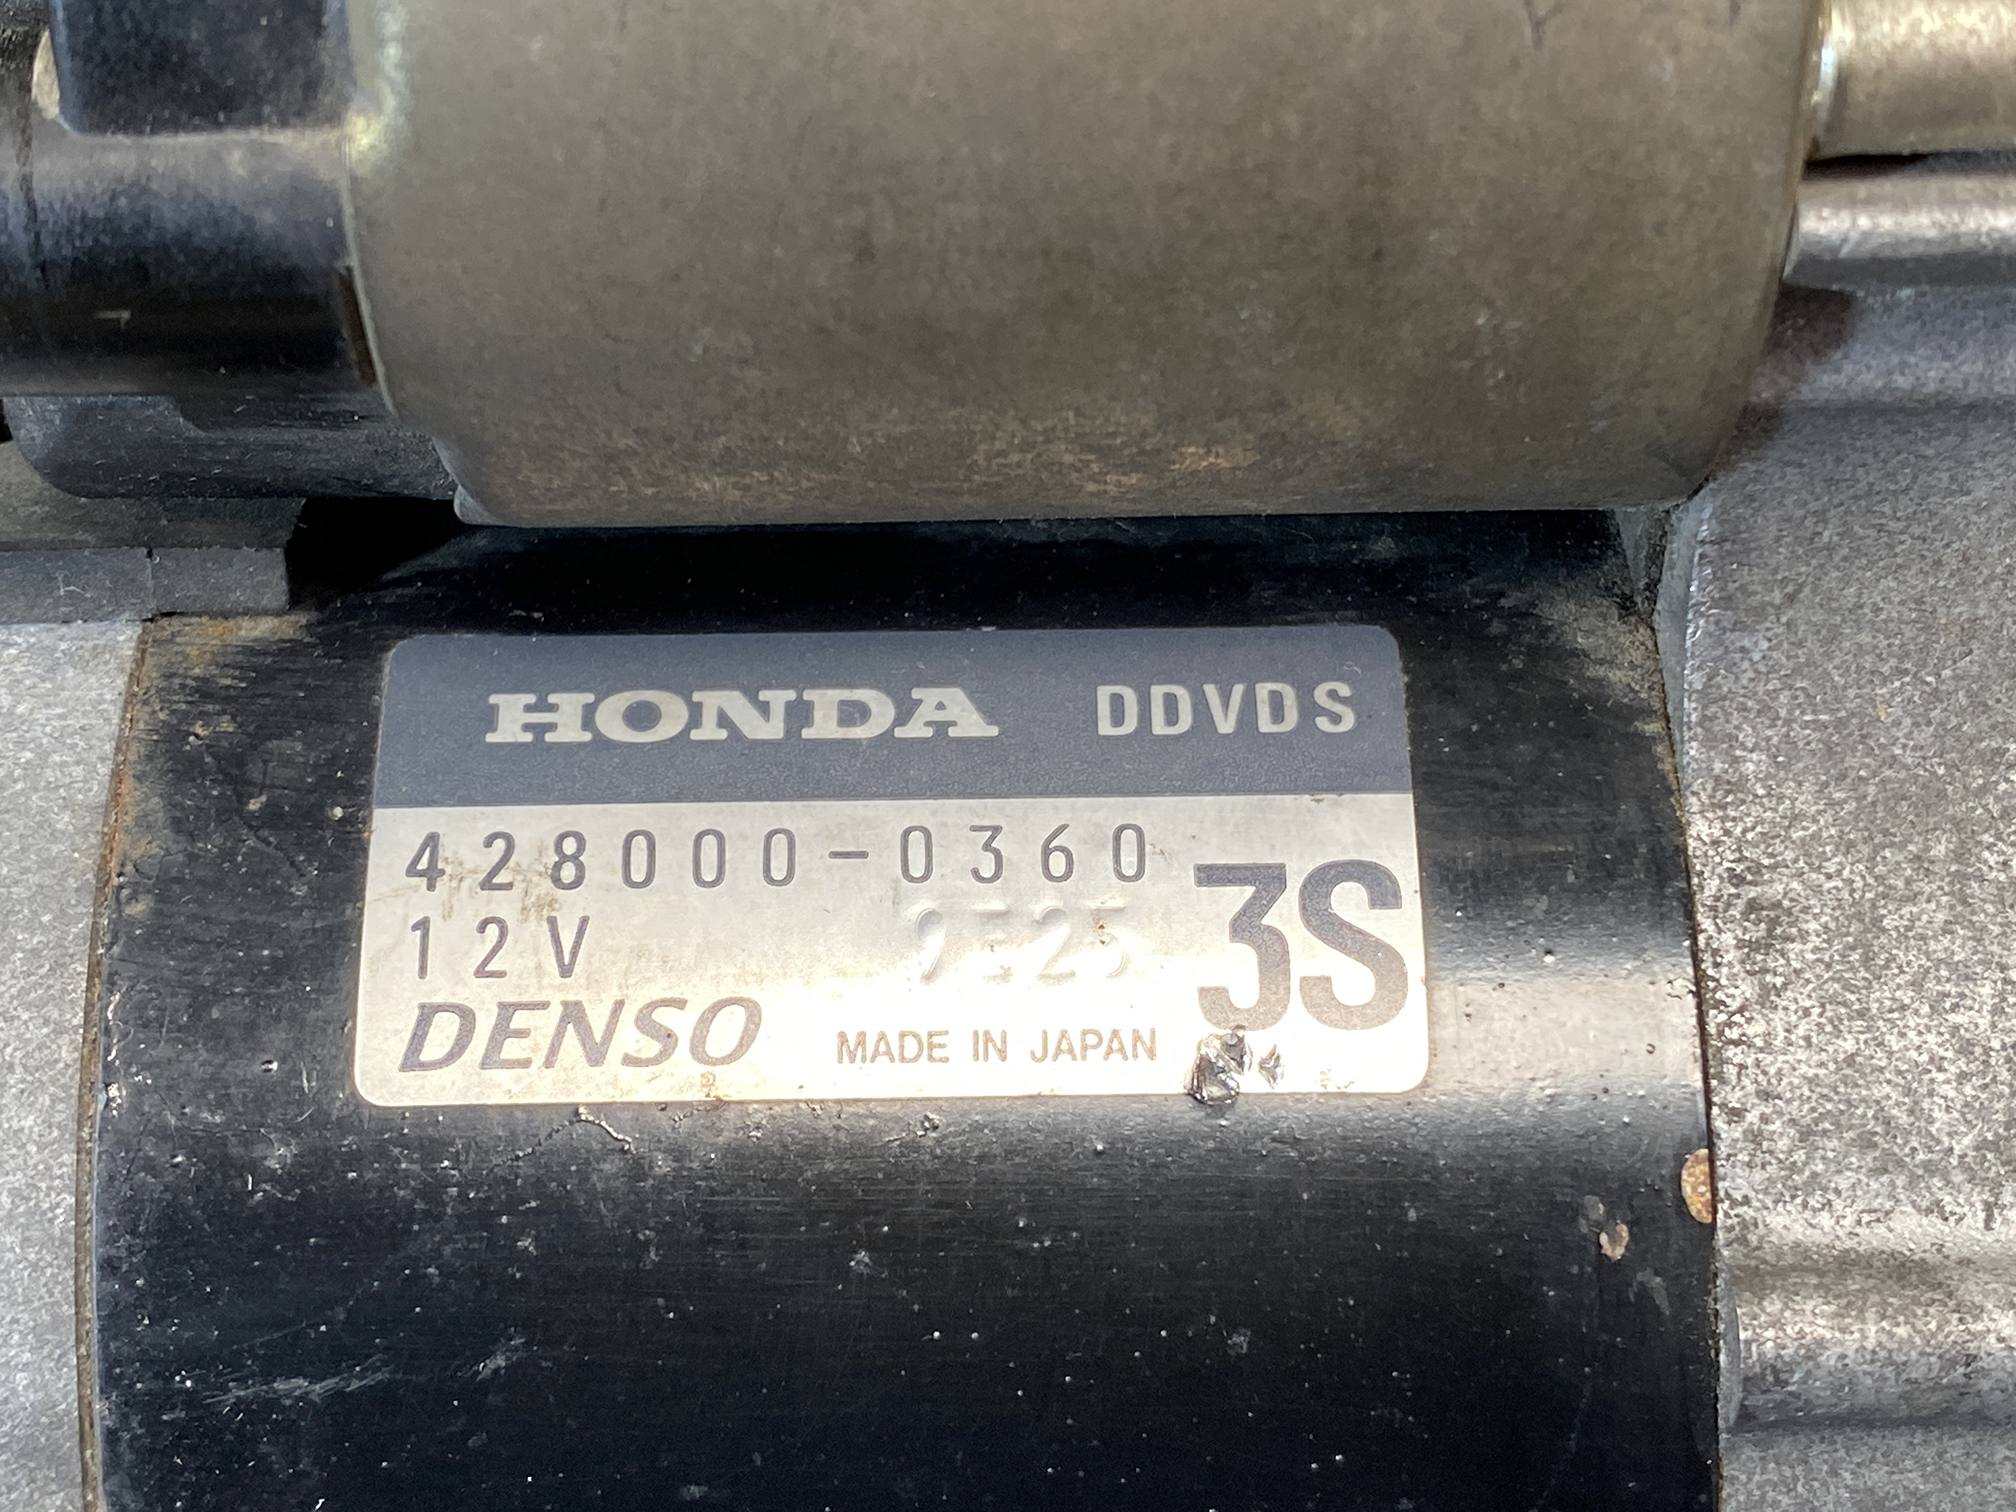 HONDA DDVDS
428000-0360
12V
3S
DENSO MADE IN JAPAN